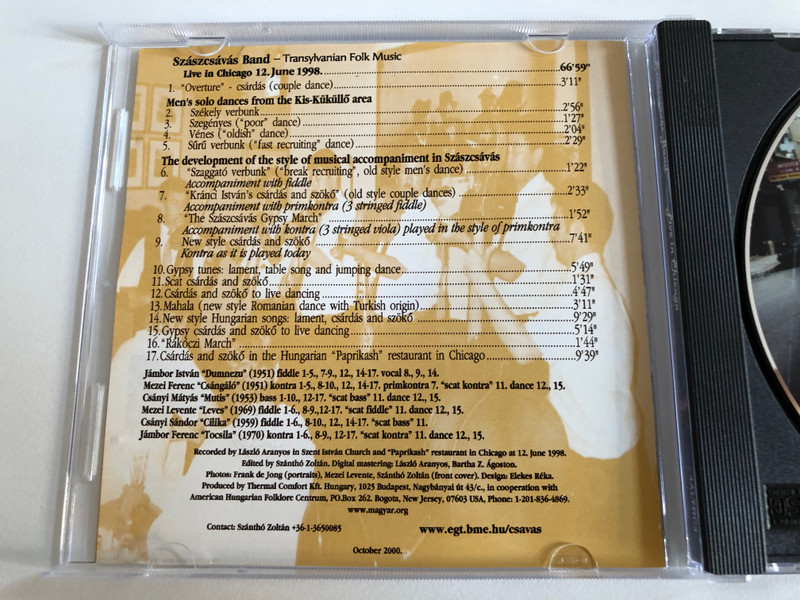 Szászcsávás Band – Transylvanian Folk Music
Live in Chicago 12. June 1998. 66'59"
1. "Overture" - csárdás (couple dance) 3'11"
Men's solo dances from the Kis-Küküllő area
2. Székely verbunk 2'56"
3. Szegényes ("poor" dance) 1'27"
4. Vénes ("oldish" dance) 2'04"
5. Sűrű verbunk ("fast recruiting" dance) 2'29"
The development of the style of musical accompaniment in Szászcsávás
6. "Szaggató verbunk" ("break recruiting", old style men's dance) 1'22"
Accompaniment with fiddle
7. "Kránci István's csárdás and szökő" (old style couple dances) 2'33"
Accompaniment with primkontra (3 stringed fiddle)
8. "The Szászcsávás Gypsy March" 1'52"
Accompaniment with kontra (3 stringed viola) played in the style of primkontra
9. New style csárdás and szökő 7'41"
Kontra as it is played today
10. Gypsy tunes: lament, table song and jumping dance 5'49"
11. Scat csárdás and szökő 1'31"
12. Csárdás and szökő to live dancing 4'47"
13. Mahala (new style Romanian dance with Turkish origin) 3'11"
14. New style Hungarian songs: lament, csárdás and szökő 9'29"
15. Gypsy csárdás and szökő to live dancing 5'14"
16. "Rákóczi March" 1'44"
17. Csárdás and szökő in the Hungarian "Paprikash" restaurant in Chicago 9'39"
Jámbor István "Dumnezu" (1951) fiddle 1-5., 7-9., 12., 14-17. vocal 8., 9., 14.
Mezei Ferenc "Csángáló" (1951) kontra 1-5., 8-10., 12., 14-17. primkontra 7. "scat kontra" 11. dance 12., 15.
Csányi Mátyás "Mutis" (1953) bass 1-10., 12-17. "scat bass" 11. dance 12., 15.
Mezei Levente "Leves" (1969) fiddle 1-6., 8-9.,12-17. "scat fiddle" 11. dance 12., 15.
Csányi Sándor "Cilika" (1959) fiddle 1-6., 8-10., 12., 14-17. "scat bass" 11.
Jámbor Ferenc "Tocsila" (1970) kontra 1-6., 8-9., 12-17. "scat kontra" 11. dance 12., 15.
Recorded by László Aranyos in Szent István Church and "Paprikash" restaurant in Chicago at 12. june 1998.
Edited by Szánthó Zoltán. Digital mastering: László Aranyos, Bartha Z. Ágoston.
Photos: Frank de Jong (portraits), Mezei Levente, Szánthó Zoltán (front cover). Design: Elekes Réka.
Produced by Thermal Comfort Kft. Hungary, 1025 Budapest, Nagybányai út 43/c., in cooperation with
American Hungarian Folklore Centrum, PO.Box 262. Bogota, New Jersey, 07603 USA, Phone: 1-201-836-4869.
www.magyar.org
Contact: Szánthó Zoltán +36-1-3650085 www.egt.bme.hu/csavas
October 2000.